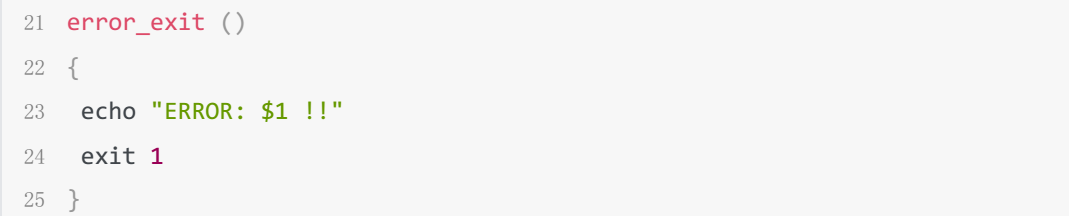 21 error_exit ()
22 {
23 echo "ERROR: $1 !!"
24 exit 1
25 }